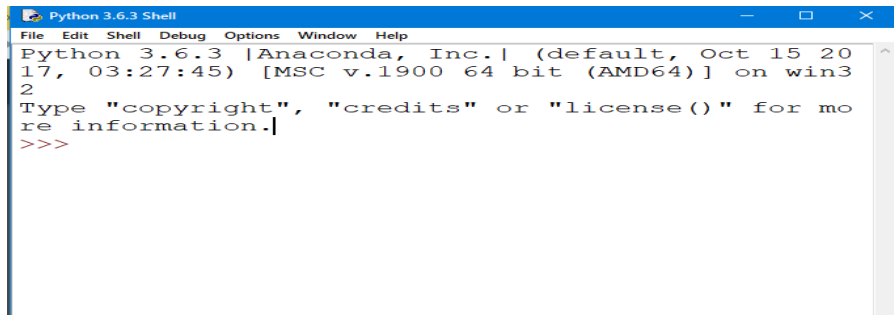 Python 3.6.3 Shell
File Edit Shell Debug Options Window Help
Python 3.6.3 |Anaconda, Inc.| (default, Oct 15 20
17, 03:27:45) [MSC v.1900 64 bit (AMD64)] on win3
2
Type "copyright", "credits" or "license()" for mo
re information.
>>>